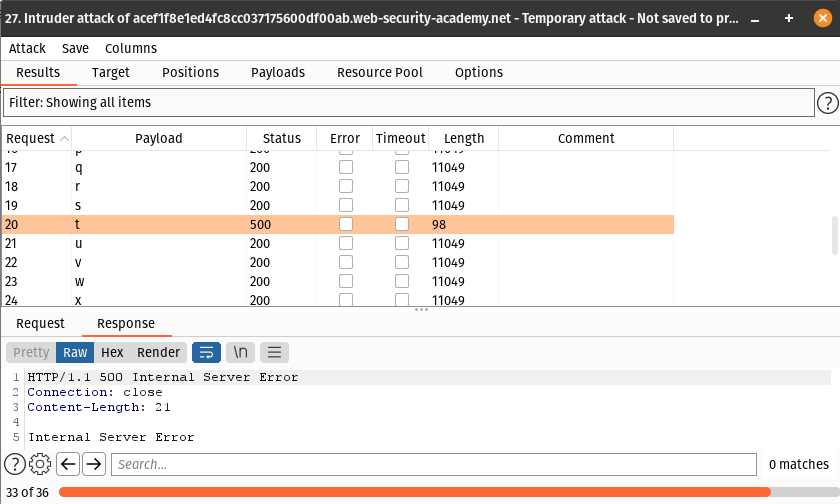 27. Intruder attack of acef1f8e1ed4fc8cc037175600df00ab.web-security-academy.net - Temporary attack - Not saved to pr...
Attack Save Columns
Results Target Positions Payloads Resource Pool Options
Filter: Showing all items
Request Payload Status Error Timeout Length Comment
17 q 200 11049
18 r 200 11049
19 s 200 11049
20 t 500 98
21 u 200 11049
22 v 200 11049
23 w 200 11049
24 x 200 11049
Request Response
Pretty Raw Hex Render \n
1 HTTP/1.1 500 Internal Server Error
2 Connection: close
3 Content-Length: 21
4
5 Internal Server Error
Search... 0 matches
33 of 36